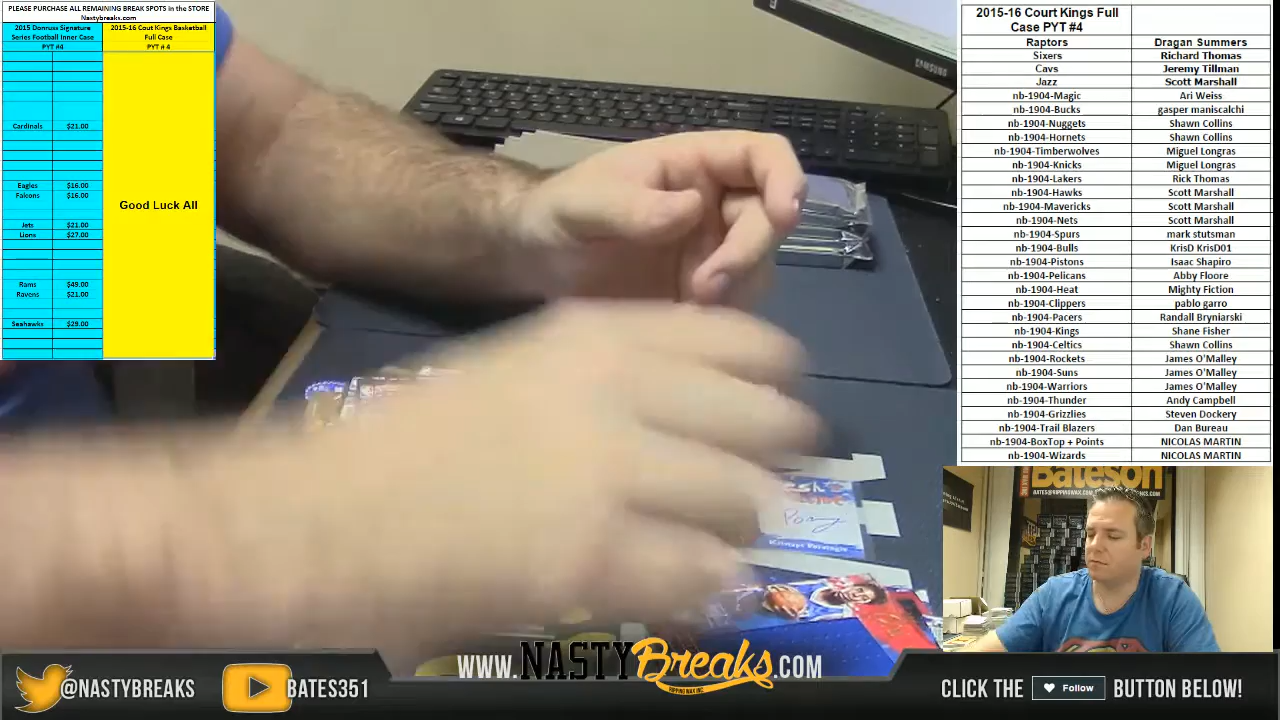 PLEASE PURCHASE ALL REMAINING BREAK SPOTS in the STORE
Nastybreaks.com
2015 Donruss Signature Series Football Inner Case PYT #4
2015-16 Court Kings Basketball Full Case PYT # 4
Cardinals $21.00
Eagles $16.00
Falcons $16.00
Jets $21.00
Lions $27.00
Rams $49.00
Ravens $21.00
Seahawks $29.00
Good Luck All
SAMSUNG
2015-16 Court Kings Full Case PYT #4
Raptors Dragan Summers
Sixers Richard Thomas
Cavs Jeremy Tillman
Jazz Scott Marshall
nb-1904-Magic Ari Weiss
nb-1904-Bucks gasper maniscalchi
nb-1904-Nuggets Shawn Collins
nb-1904-Hornets Shawn Collins
nb-1904-Timberwolves Miguel Longras
nb-1904-Knicks Miguel Longras
nb-1904-Lakers Rick Thomas
nb-1904-Hawks Scott Marshall
nb-1904-Mavericks Scott Marshall
nb-1904-Nets Scott Marshall
nb-1904-Spurs mark stutsman
nb-1904-Bulls KrisD KrisD01
nb-1904-Pistons Isaac Shapiro
nb-1904-Pelicans Abby Floore
nb-1904-Heat Mighty Fiction
nb-1904-Clippers pablo garro
nb-1904-Pacers Randall Bryniarski
nb-1904-Kings Shane Fisher
nb-1904-Celtics Shawn Collins
nb-1904-Rockets James O'Malley
nb-1904-Suns James O'Malley
nb-1904-Warriors James O'Malley
nb-1904-Thunder Andy Campbell
nb-1904-Grizzlies Steven Dockery
nb-1904-Trail Blazers Dan Bureau
nb-1904-BoxTop + Points NICOLAS MARTIN
nb-1904-Wizards NICOLAS MARTIN
Bateson
@NASTYBREAKS
BATES351
WWW.NASTYBreaks.COM
RIPPING WAX INC.
CLICK THE Follow BUTTON BELOW!